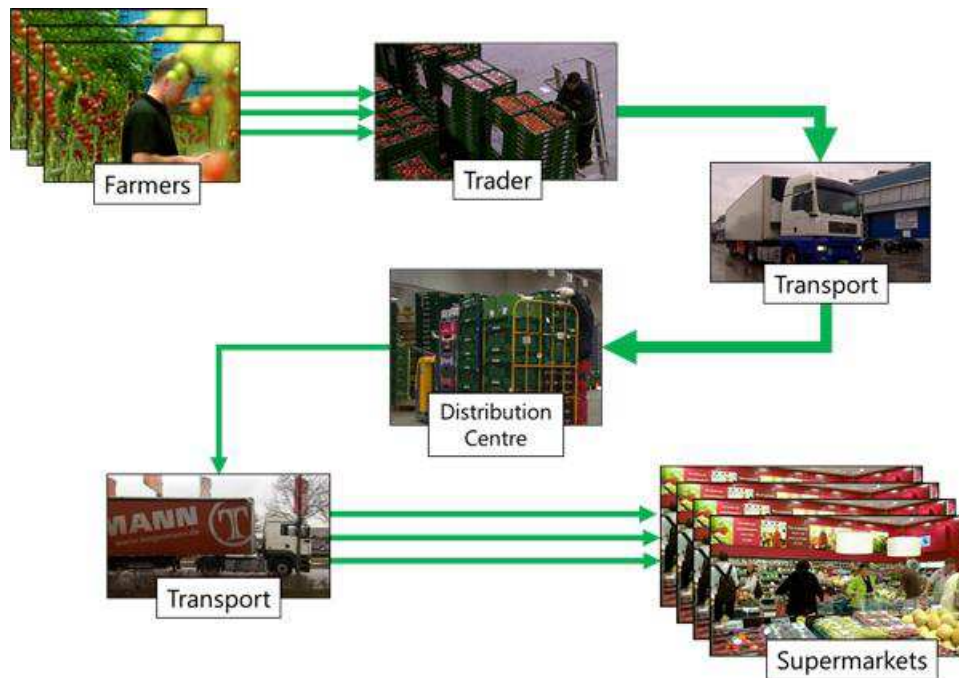 Farmers
Trader
Transport
Distribution
Centre
MANN
T
Transport
Supermarkets